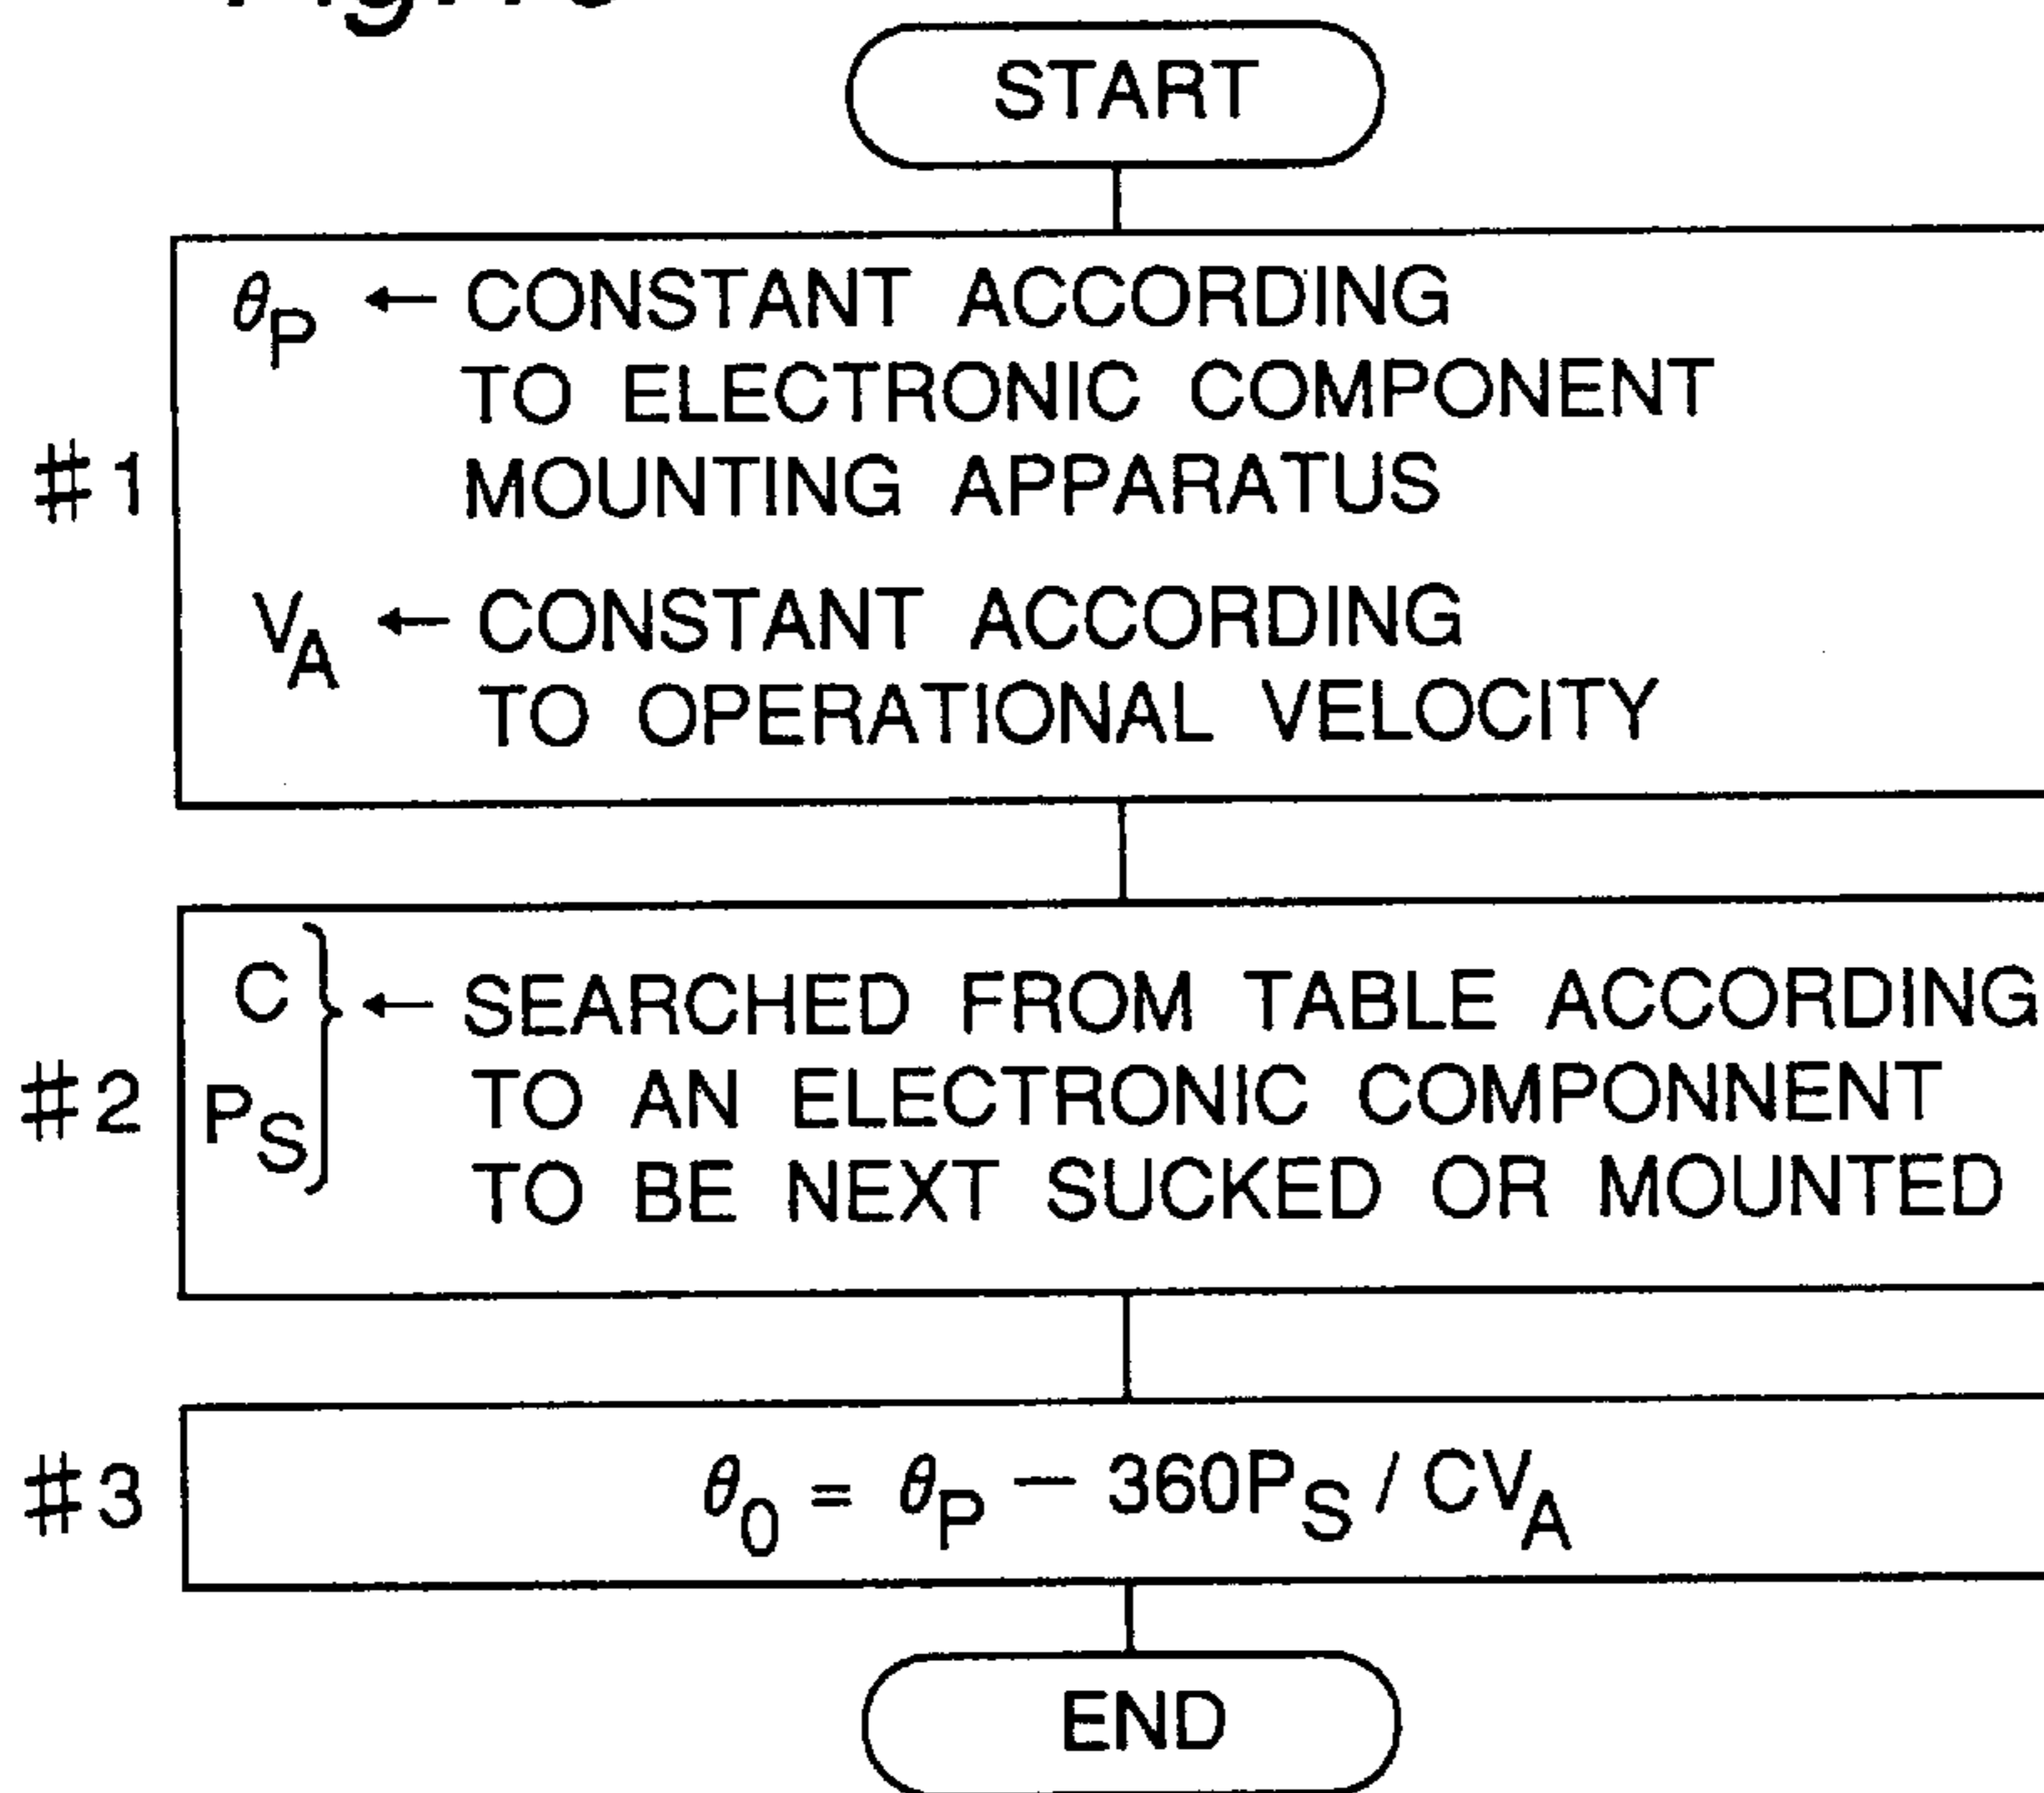 START
#1
θP ← CONSTANT ACCORDING
TO ELECTRONIC COMPONENT
MOUNTING APPARATUS
VA ← CONSTANT ACCORDING
TO OPERATIONAL VELOCITY
#2
C
PS
} ← SEARCHED FROM TABLE ACCORDING
TO AN ELECTRONIC COMPONNENT
TO BE NEXT SUCKED OR MOUNTED
#3
θ0 = θP − 360PS / CVA
END